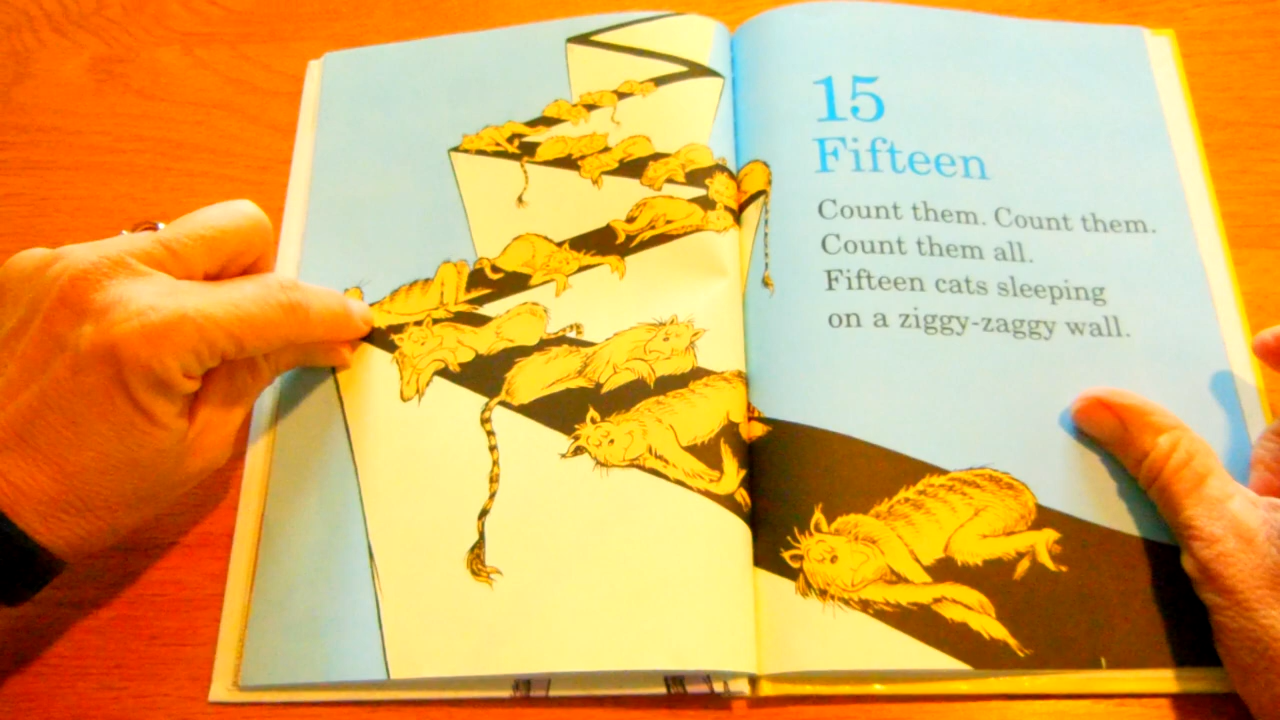 15
Fifteen
Count them. Count them.
Count them all.
Fifteen cats sleeping
on a ziggy-zaggy wall.